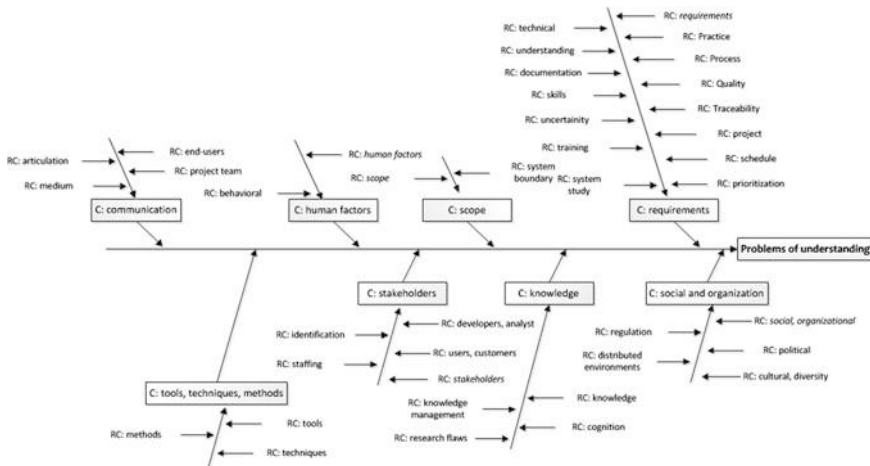 RC: requirements
RC: technical
RC: Practice
RC: understanding
RC: Process
RC: documentation
RC: Quality
RC: skills
RC: Traceability
RC: uncertainity
RC: project
RC: training
RC: schedule
RC: system study
RC: prioritization
C: requirements
RC: end-users
RC: articulation
RC: project team
RC: medium
C: communication
RC: human factors
RC: behavioral
C: human factors
RC: scope
RC: system
boundary
C: scope
Problems of understanding
C: stakeholders
RC: developers, analyst
RC: identification
RC: users, customers
RC: staffing
RC: stakeholders
C: knowledge
RC: knowledge
RC: knowledge
management
RC: cognition
RC: research flaws
C: social and organization
RC: social, organizational
RC: regulation
RC: political
RC: distributed
environments
RC: cultural, diversity
C: tools, techniques, methods
RC: tools
RC: methods
RC: techniques